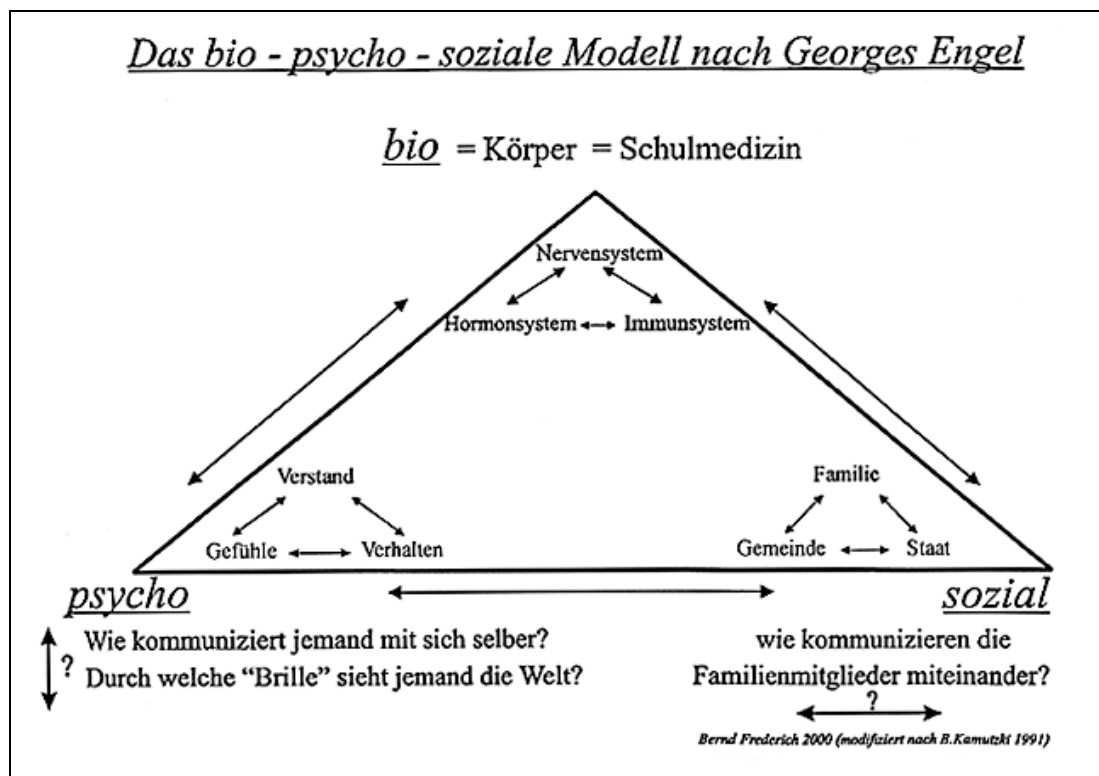 Das bio - psycho - soziale Modell nach Georges Engel
bio = Körper = Schulmedizin
Nervensystem
Hormonsystem Immunsystem
Verstand
Gefühle Verhalten
Familie
Gemeinde Staat
psycho
sozial
Wie kommuniziert jemand mit sich selber?
? Durch welche “Brille” sieht jemand die Welt?
wie kommunizieren die
Familienmitglieder miteinander?
?
Bernd Frederich 2000 (modifiziert nach B.Kamutzki 1991)